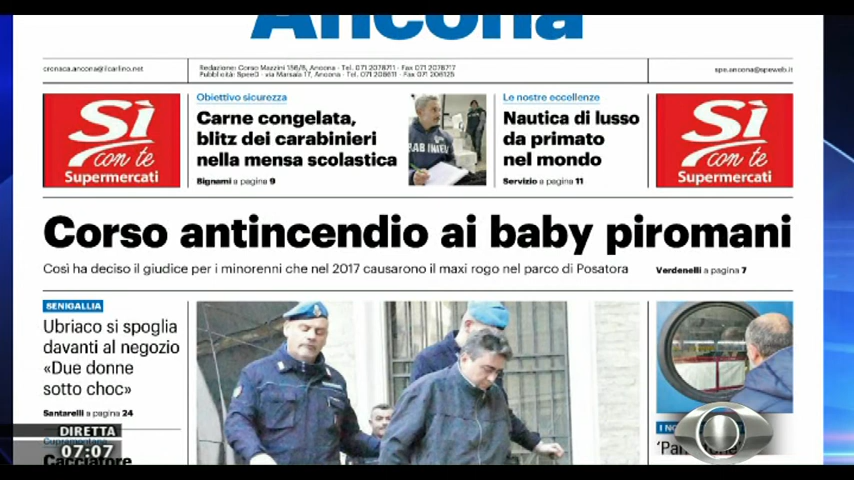 Ancona
cronaca.ancona@ilcarlino.net
Redazione: Corso Mazzini 156/8, Ancona - Tel. 071 2078711 - Fax 071 2078717
Pubblicità: SpeeD - via Marsala 17, Ancona - Tel. 071 208611 - Fax 071 206125
spe.ancona@speweb.it
Sì
con te
Supermercati
Obiettivo sicurezza
Carne congelata,
blitz dei carabinieri
nella mensa scolastica
Bignami a pagina 9
Le nostre eccellenze
Nautica di lusso
da primato
nel mondo
Servizio a pagina 11
Sì
con te
Supermercati
Corso antincendio ai baby piromani
Così ha deciso il giudice per i minorenni che nel 2017 causarono il maxi rogo nel parco di Posatora
Verdenelli a pagina 7
SENIGALLIA
Ubriaco si spoglia
davanti al negozio
«Due donne
sotto choc»
Santarelli a pagina 24
Cupramontana
Cacciatore
DIRETTA
07:07